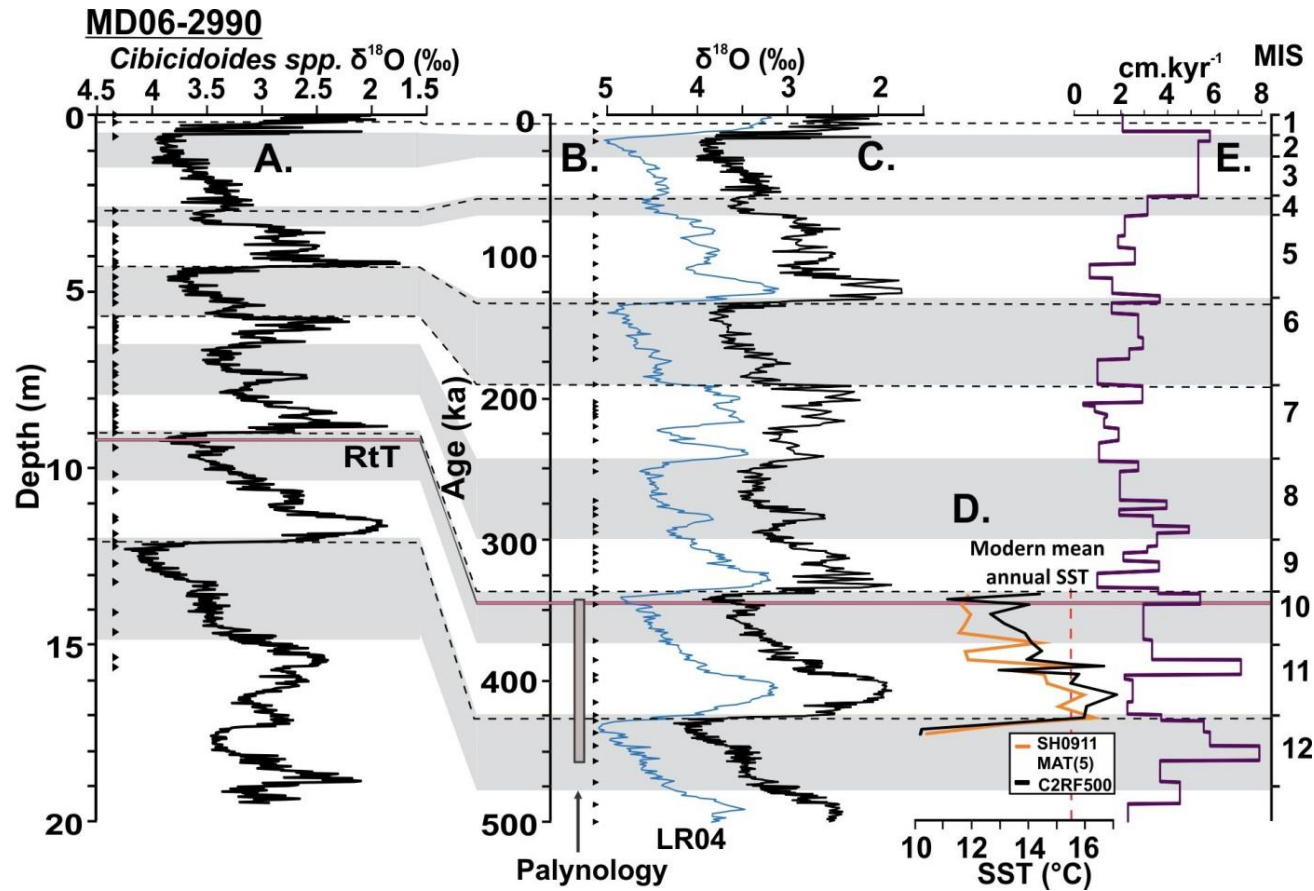 MD06-2990
Cibicidoides spp. δ¹⁸O (‰)
4.5 4 3.5 3 2.5 2 1.5
δ¹⁸O (‰)
5 4 3 2
cm.kyr⁻¹
0 2 4 6 8
MIS
A.
B.
C.
D.
E.
Depth (m)
0
5
10
15
20
RtT
Age (ka)
0
100
200
300
400
500
1
2
3
4
5
6
7
8
9
10
11
12
Modern mean
annual SST
SH0911
MAT(5)
C2RF500
LR04
Palynology
10 12 14 16
SST (°C)